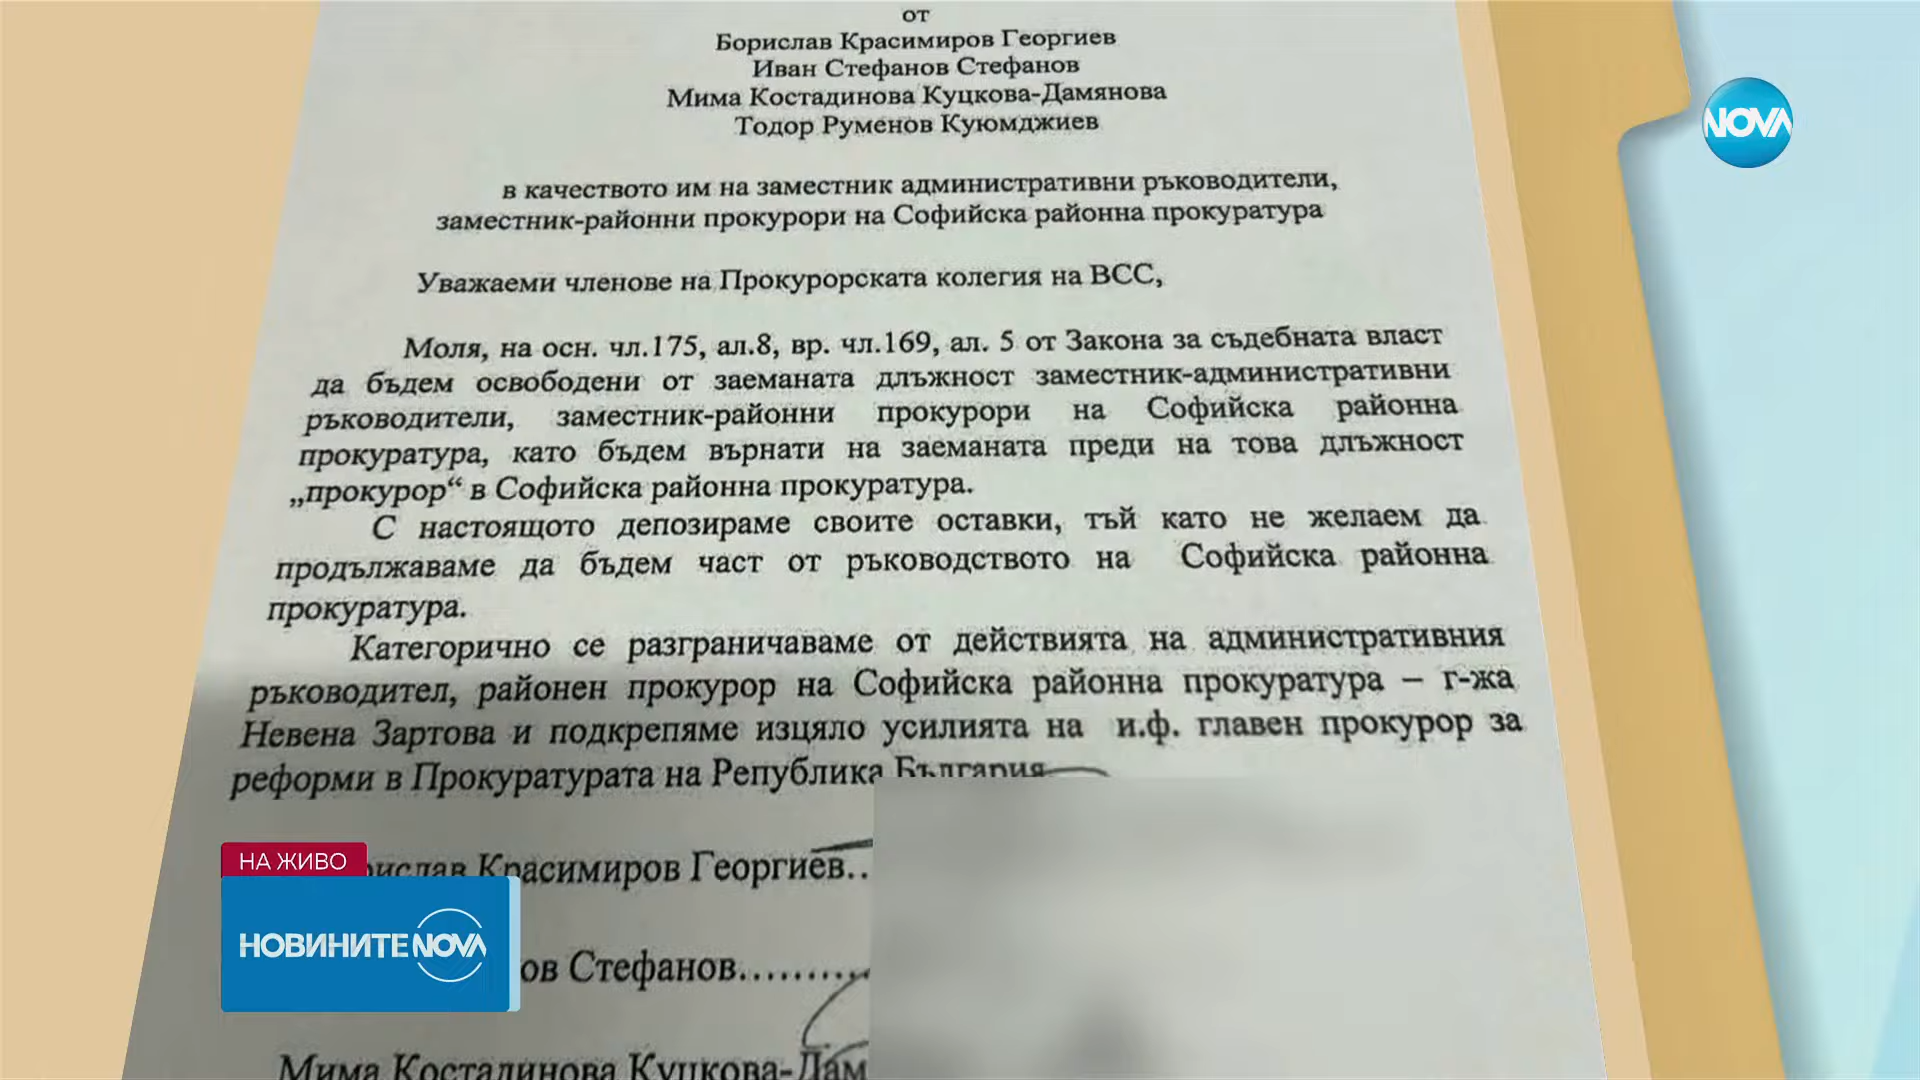 от
Борислав Красимиров Георгиев
Иван Стефанов Стефанов
Мима Костадинова Куцкова-Дамянова
Тодор Руменов Куюмджиев
в качеството им на заместник административни ръководители,
заместник-районни прокурори на Софийска районна прокуратура
Уважаеми членове на Прокурорската колегия на ВСС,
Моля, на осн. чл.175, ал.8, вр. чл.169, ал. 5 от Закона за съдебната власт
да бъдем освободени от заеманата длъжност заместник-административни
ръководители, заместник-районни прокурори на Софийска районна
прокуратура, като бъдем върнати на заеманата преди на това длъжност
„прокурор“ в Софийска районна прокуратура.
С настоящото депозираме своите оставки, тъй като не желаем да
продължаваме да бъдем част от ръководството на Софийска районна
прокуратура.
Категорично се разграничаваме от действията на административния
ръководител, районен прокурор на Софийска районна прокуратура – г-жа
Невена Зартова и подкрепяме изцяло усилията на и.ф. главен прокурор за
реформи в Прокуратурата на Република България
Красимиров Георгиев..
ов Стефанов.........
Мима Костадинова Куцкова-Дам
NOVA
НА ЖИВО
НОВИНИТЕ NOVA